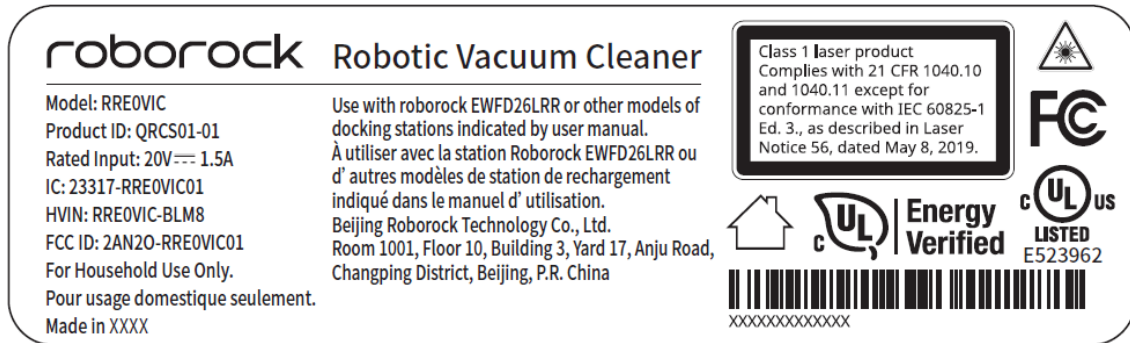 roborock Robotic Vacuum Cleaner
Model: RRE0VIC
Product ID: QRCS01-01
Rated Input: 20V⎓ 1.5A
IC: 23317-RRE0VIC01
HVIN: RRE0VIC-BLM8
FCC ID: 2AN2O-RRE0VIC01
For Household Use Only.
Pour usage domestique seulement.
Made in XXXX
Use with roborock EWFD26LRR or other models of
docking stations indicated by user manual.
À utiliser avec la station Roborock EWFD26LRR ou
d' autres modèles de station de rechargement
indiqué dans le manuel d' utilisation.
Beijing Roborock Technology Co., Ltd.
Room 1001, Floor 10, Building 3, Yard 17, Anju Road,
Changping District, Beijing, P.R. China
Class 1 laser product
Complies with 21 CFR 1040.10
and 1040.11 except for
conformance with IEC 60825-1
Ed. 3., as described in Laser
Notice 56, dated May 8, 2019.
FC
C UL Energy
Verified
C UL US
LISTED
E523962
XXXXXXXXXXXXX